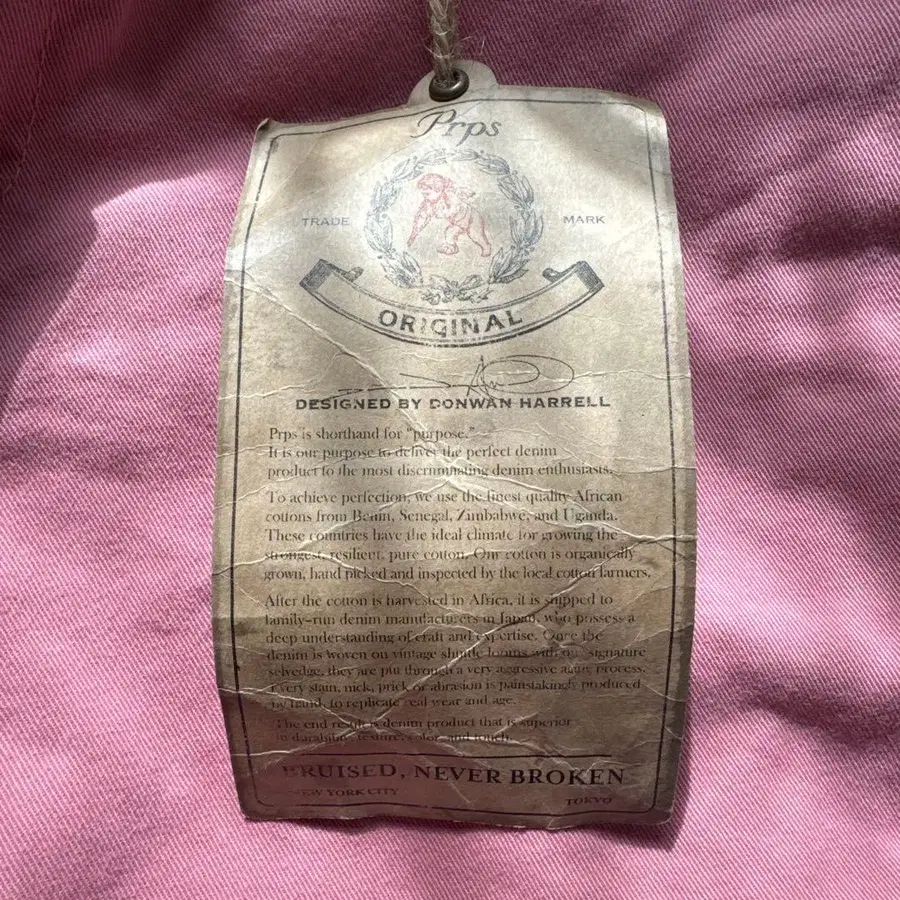 Prps
TRADE MARK
ORIGINAL
DESIGNED BY DONWAN HARRELL
Prps is shorthand for "purpose."
It is our purpose to deliver the perfect denim
product to the most discriminating denim enthusiasts.
To achieve perfection, we use the finest quality African
cottons from Benin, Senegal, Zimbabwe, and Uganda.
These countries have the ideal climate for growing the
strongest, resilient, pure cotton. Our cotton is organically
grown, hand picked and inspected by the local cotton farmers.
After the cotton is harvested in Africa, it is shipped to
family-run denim manufacturers in Japan, who possess a
deep understanding of craft and expertise. Once the
denim is woven on vintage shuttle looms with our signature
selvedge, they are put through a very aggressive process.
Every stain, nick, prick or abrasion is painstakingly produced
by hand, to replicate real wear and age.
The end result is denim product that is superior
in durability, texture, color, and touch.
BRUISED, NEVER BROKEN
NEW YORK CITY TOKYO